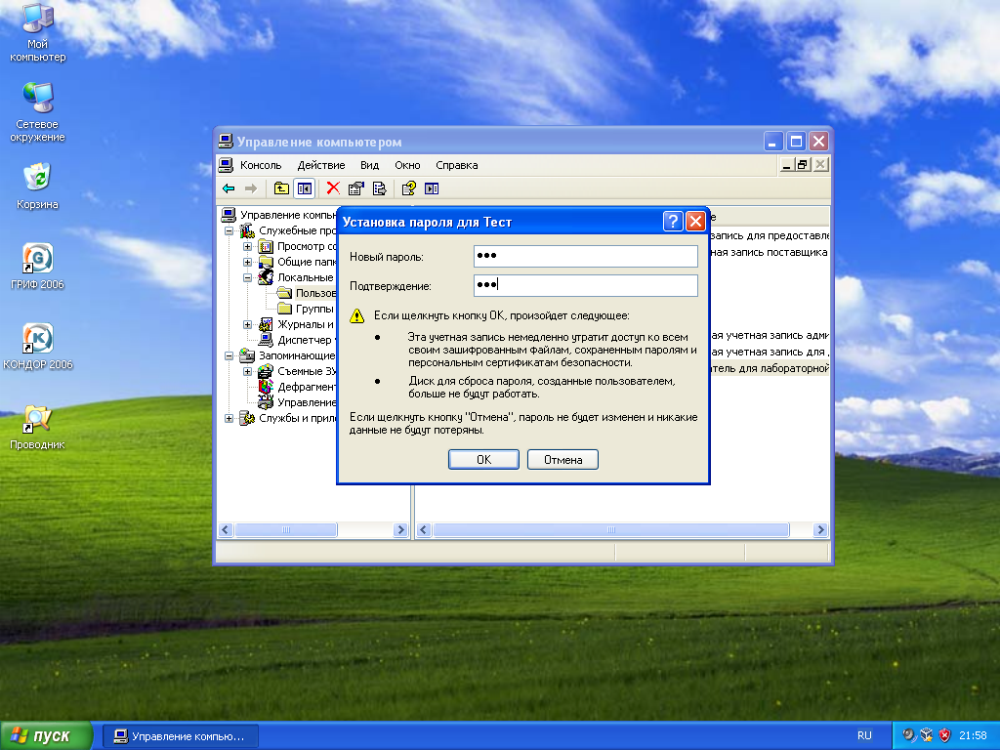 Мой
компьютер
Сетевое
окружение
Корзина
ГРИФ 2006
КОНДОР 2006
Проводник
Управление компьютером
Консоль Действие Вид Окно Справка
Управление компь
Служебные про
Просмотр со
Общие папк
Локальные
Пользов
Группы
Журналы и
Диспетчер
Запоминающие
Съемные ЗУ
Дефрагмент
Управление
Службы и прило
е
запись для предоставле
ная запись поставщика
ая учетная запись адми
ая учетная запись для
тель для лабораторной
Установка пароля для Тест
Новый пароль: •••
Подтверждение: •••
Если щелкнуть кнопку OK, произойдет следующее:
• Эта учетная запись немедленно утратит доступ ко всем
своим зашифрованным файлам, сохраненным паролям и
персональным сертификатам безопасности.
• Диск для сброса пароля, созданные пользователем,
больше не будут работать.
Если щелкнуть кнопку "Отмена", пароль не будет изменен и никакие
данные не будут потеряны.
OK Отмена
пуск Управление компью... RU 21:58